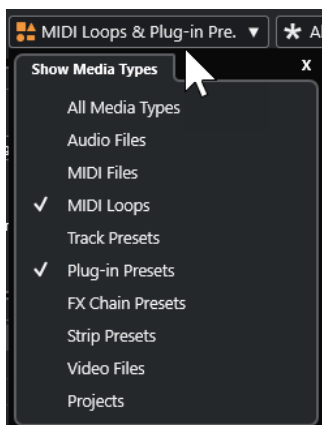 MIDI Loops & Plug-in Pre.
Show Media Types
X
All Media Types
Audio Files
MIDI Files
MIDI Loops
Track Presets
Plug-in Presets
FX Chain Presets
Strip Presets
Video Files
Projects